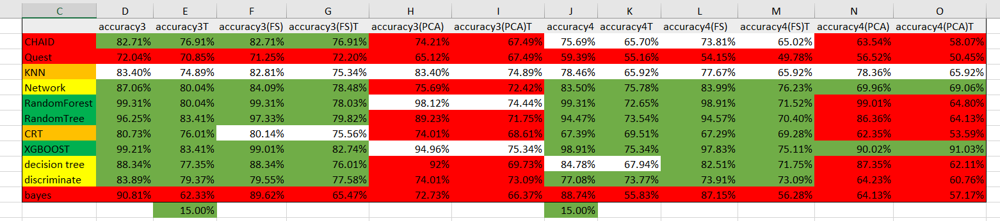 C D E F G H I J K L M N O
accuracy3 accuracy3T accuracy3(FS) accuracy3(FS)T accuracy3(PCA) accuracy3(PCA)T accuracy4 accuracy4T accuracy4(FS) accuracy4(FS)T accuracy4(PCA) accuracy4(PCA)T
CHAID 82.71% 76.91% 82.71% 76.91% 74.21% 67.49% 75.69% 65.70% 73.81% 65.02% 63.54% 58.07%
Quest 72.04% 70.85% 71.25% 72.20% 65.12% 67.49% 59.39% 55.16% 54.15% 49.78% 56.52% 50.45%
KNN 83.40% 74.89% 82.81% 75.34% 83.40% 74.89% 78.46% 65.92% 77.67% 65.92% 78.36% 65.92%
Network 87.06% 80.04% 84.09% 78.48% 75.69% 72.42% 83.50% 75.78% 83.99% 76.23% 69.96% 69.06%
RandomForest 99.31% 80.04% 99.31% 78.03% 98.12% 74.44% 99.31% 72.65% 98.91% 71.52% 99.01% 64.80%
RandomTree 96.25% 83.41% 97.33% 79.82% 89.23% 71.75% 94.47% 73.54% 94.57% 70.40% 86.36% 64.13%
CRT 80.73% 76.01% 80.14% 75.56% 74.01% 68.61% 67.39% 69.51% 67.29% 69.28% 62.35% 53.59%
XGBOOST 99.21% 83.41% 99.01% 82.74% 94.96% 75.34% 98.91% 75.34% 97.83% 75.11% 90.02% 91.03%
decision tree 88.34% 77.35% 88.34% 76.01% 92% 69.73% 84.78% 67.94% 82.51% 71.75% 87.35% 62.11%
discriminate 83.89% 79.37% 79.55% 77.58% 74.01% 73.09% 77.08% 73.77% 73.91% 73.09% 64.23% 60.76%
bayes 90.81% 62.33% 89.62% 65.47% 72.73% 66.37% 88.74% 55.83% 87.15% 56.28% 64.13% 57.17%
15.00% 15.00%